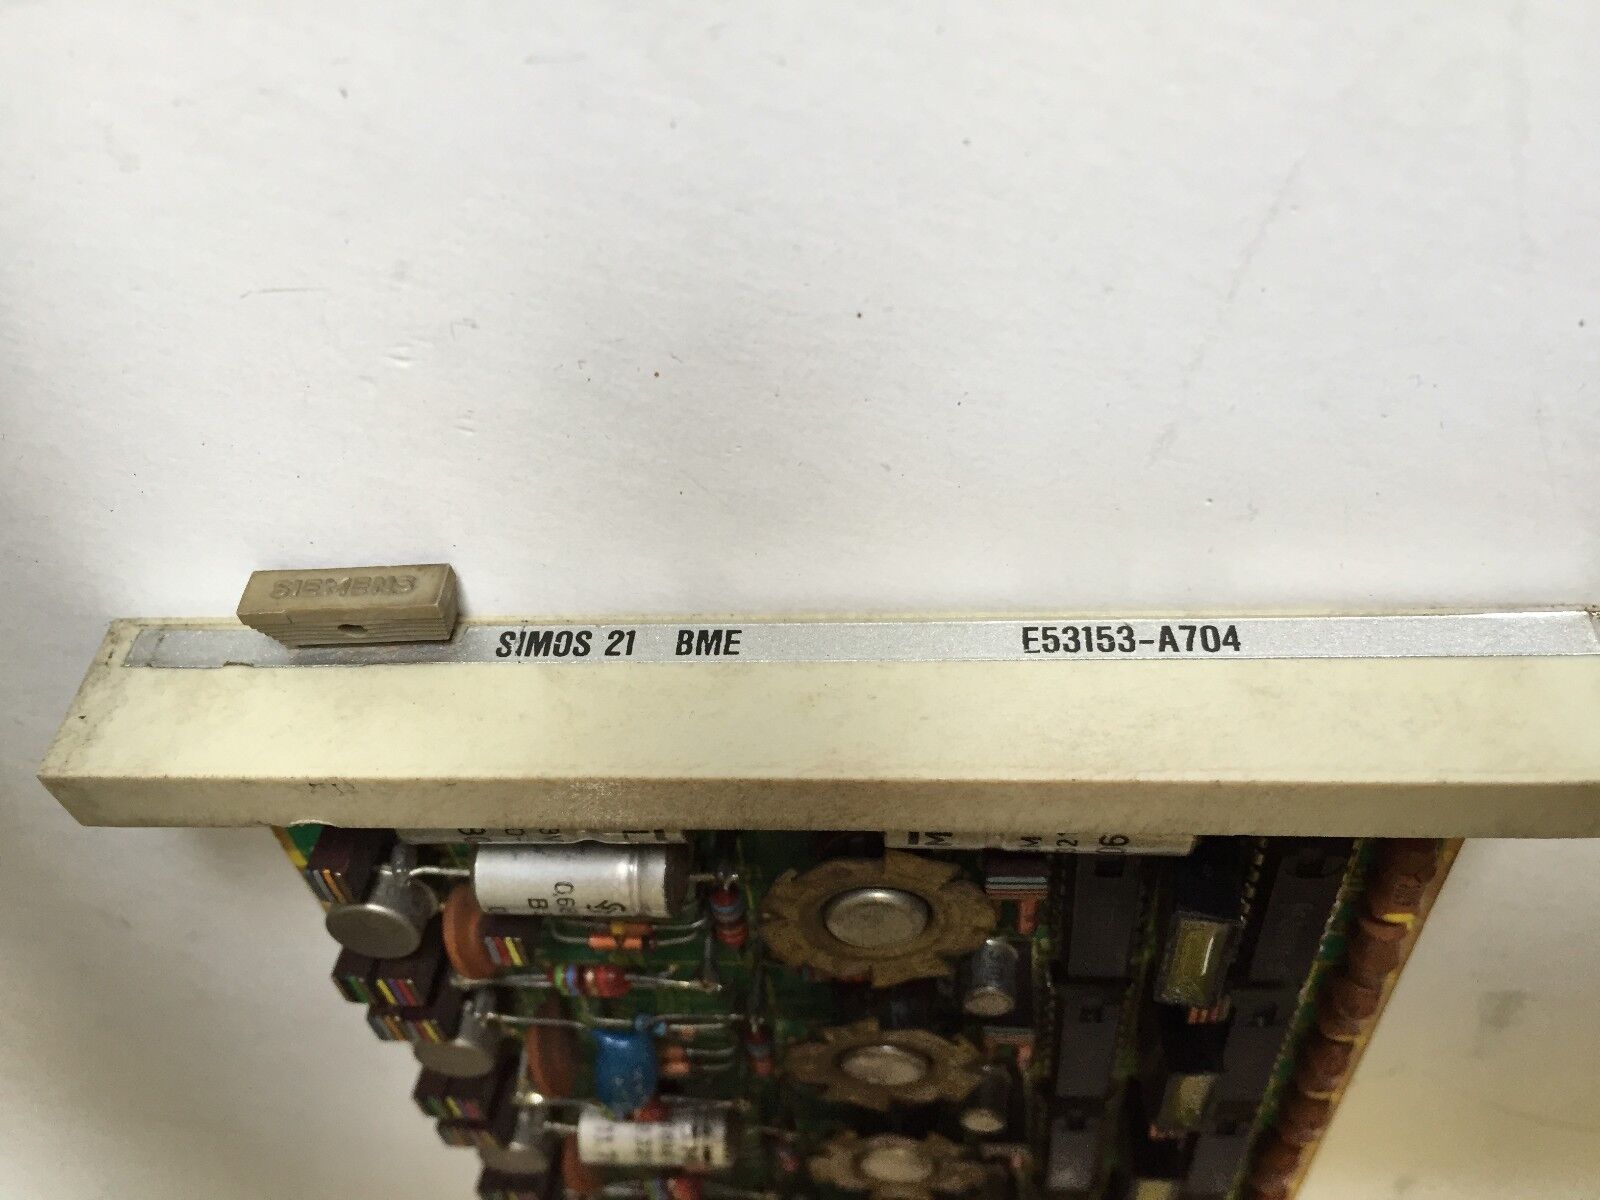 SIEMENS
SIMOS 21 BME E53153-A704